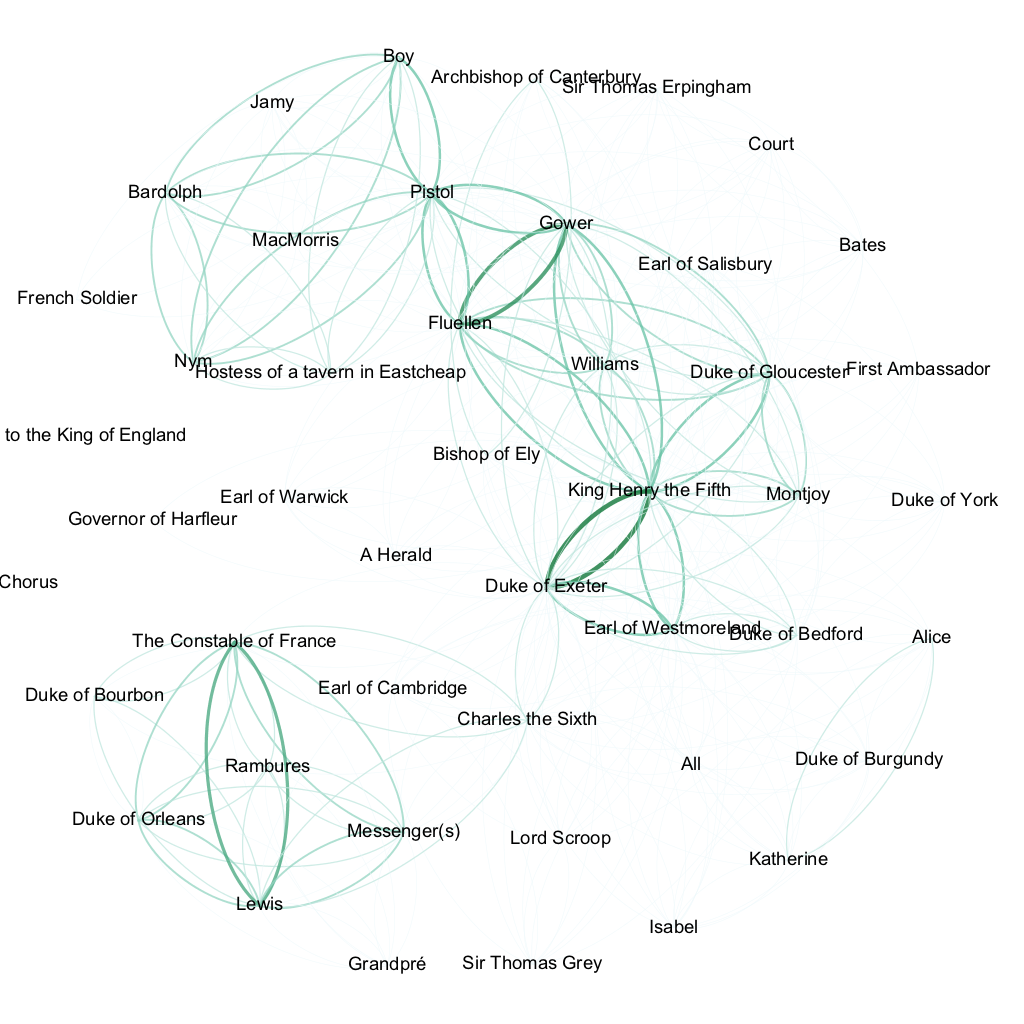 Boy
Archbishop of Canterbury
Sir Thomas Erpingham
Jamy
Court
Bardolph
Pistol
Gower
MacMorris
Bates
Earl of Salisbury
French Soldier
Fluellen
Nym
Hostess of a tavern in Eastcheap
Williams
Duke of Gloucester
First Ambassador
to the King of England
Bishop of Ely
King Henry the Fifth
Montjoy
Earl of Warwick
Duke of York
Governor of Harfleur
A Herald
Chorus
Duke of Exeter
Earl of Westmoreland
Duke of Bedford
Alice
The Constable of France
Duke of Bourbon
Earl of Cambridge
Charles the Sixth
Rambures
All
Duke of Burgundy
Duke of Orleans
Messenger(s)
Lord Scroop
Katherine
Lewis
Isabel
Grandpré
Sir Thomas Grey